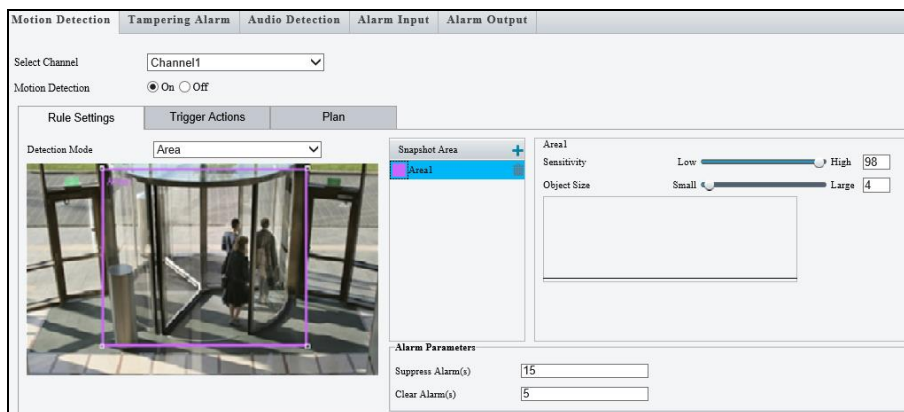 Motion Detection Tampering Alarm Audio Detection Alarm Input Alarm Output
Select Channel Channel1
Motion Detection On Off
Rule Settings Trigger Actions Plan
Detection Mode Area
Snapshot Area +
Area1
Area1
Sensitivity Low High 98
Object Size Small Large 4
Alarm Parameters
Suppress Alarm(s) 15
Clear Alarm(s) 5